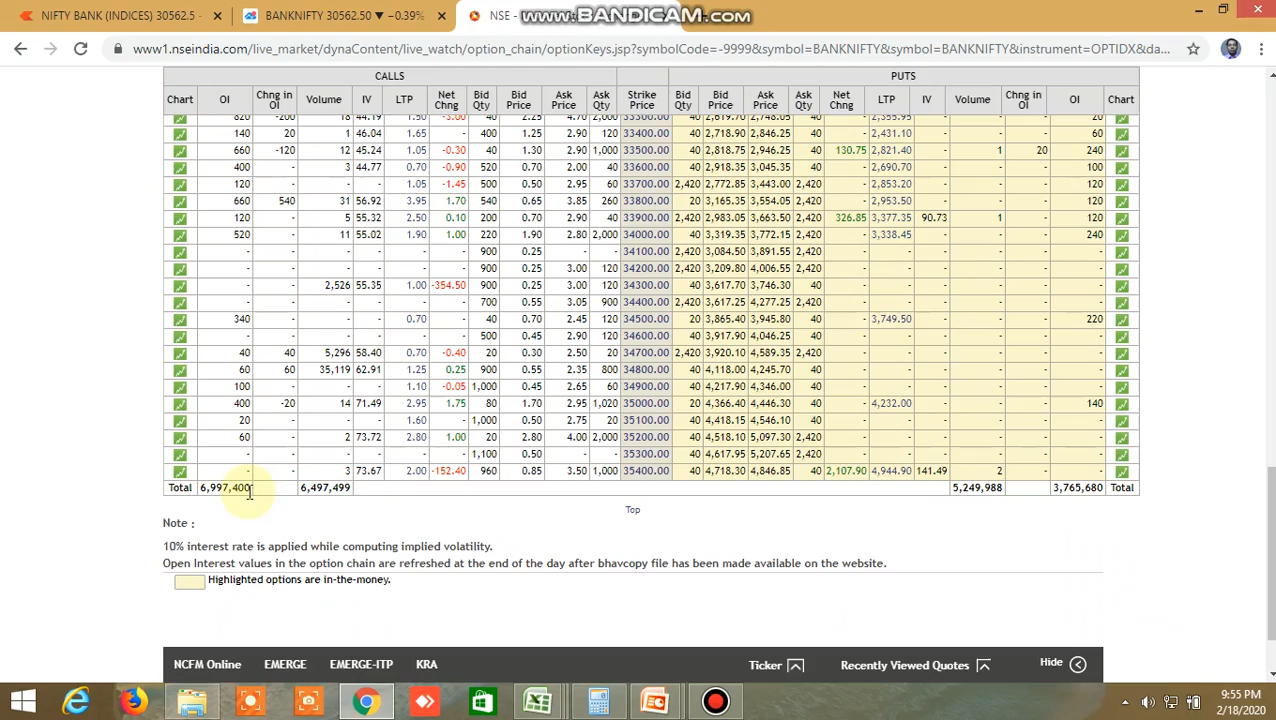 NIFTY BANK (INDICES) 30562.5 -
BANKNIFTY 30562.50 ▼ −0.39%
NSE -
www.BANDICAM.com
www1.nseindia.com/live_market/dynaContent/live_watch/option_chain/optionKeys.jsp?symbolCode=-9999&symbol=BANKNIFTY&symbol=BANKNIFTY&instrument=OPTIDX&da...
CALLS PUTS
Chart OI Chng in OI Volume IV LTP Net Chng Bid Qty Bid Price Ask Price Ask Qty Strike Price Bid Qty Bid Price Ask Price Ask Qty Net Chng LTP IV Volume Chng in OI OI Chart
820 -200 18 44.19 1.50 -3.00 40 2.25 4.70 2,000 33300.00 40 2,619.70 2,748.05 40 - 2,355.95 - - - 20
140 20 1 46.04 1.65 - 400 1.25 2.90 120 33400.00 40 2,718.90 2,846.25 40 - 2,431.10 - - - 60
660 -120 12 45.24 1.05 -0.30 40 1.30 2.90 1,000 33500.00 40 2,818.75 2,946.25 40 130.75 2,821.40 - 1 20 240
400 - 3 44.77 0.70 -0.90 520 0.70 2.00 40 33600.00 40 2,918.35 3,045.35 40 - 2,690.70 - - - 100
120 - - - 1.05 -1.45 500 0.50 2.95 60 33700.00 2,420 2,772.85 3,443.00 2,420 - 2,853.20 - - - 120
660 540 31 56.92 3.95 1.70 540 0.65 3.85 260 33800.00 20 3,165.35 3,554.05 2,420 - 2,953.50 - - - 120
120 - 5 55.32 2.50 0.10 200 0.70 2.90 40 33900.00 2,420 2,983.05 3,663.50 2,420 326.85 3,377.35 90.73 1 - 120
520 - 11 55.02 1.90 1.00 220 1.90 2.80 2,000 34000.00 40 3,319.35 3,772.15 2,420 - 3,338.45 - - - 240
- - - - - - 900 0.25 - - 34100.00 2,420 3,084.50 3,891.55 2,420 - - - - - -
- - - - - - 900 0.25 3.00 120 34200.00 2,420 3,209.80 4,006.55 2,420 - - - - - -
- - 2,526 55.35 1.00 -354.50 900 0.25 3.00 120 34300.00 40 3,617.70 3,746.30 40 - - - - - -
- - - - - - 700 0.55 3.05 900 34400.00 2,420 3,617.25 4,277.25 2,420 - - - - - -
340 - - - 0.70 - 40 0.70 2.45 120 34500.00 20 3,865.40 3,945.80 40 - 3,749.50 - - - 220
- - - - - - 500 0.45 2.90 120 34600.00 40 3,917.90 4,046.25 40 - - - - - -
40 40 5,296 58.40 0.70 -0.40 20 0.30 2.50 20 34700.00 2,420 3,920.10 4,589.35 2,420 - - - - - -
60 60 35,119 62.91 1.25 0.25 900 0.55 2.35 800 34800.00 40 4,118.00 4,245.70 40 - - - - - -
100 - - - 1.10 -0.05 1,000 0.45 2.65 60 34900.00 40 4,217.90 4,346.00 40 - - - - - -
400 -20 14 71.49 2.95 1.75 80 1.70 2.95 1,020 35000.00 20 4,366.40 4,446.30 40 - 4,232.00 - - - 140
20 - - - 1.60 - 1,000 0.50 2.75 20 35100.00 40 4,418.15 4,546.15 40 - - - - - -
60 - 2 73.72 2.80 1.00 20 2.80 4.00 2,000 35200.00 40 4,518.10 5,097.30 2,420 - - - - - -
- - - - - - 1,100 0.50 - - 35300.00 40 4,617.95 5,207.65 2,420 - - - - - -
- - 3 73.67 2.00 -152.40 960 0.85 3.50 1,000 35400.00 40 4,718.30 4,846.85 40 2,107.90 4,944.90 141.49 2 - -
Total 6,997,400 6,497,499 5,249,988 3,765,680 Total
Top
Note :
10% interest rate is applied while computing implied volatility.
Open Interest values in the option chain are refreshed at the end of the day after bhavcopy file has been made available on the website.
Highlighted options are in-the-money.
NCFM Online EMERGE EMERGE-ITP KRA Ticker Recently Viewed Quotes Hide
9:55 PM
2/18/2020